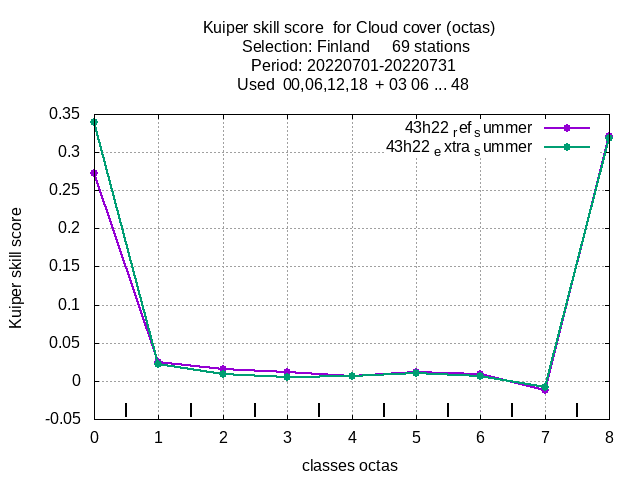 Kuiper skill score  for Cloud cover (octas)
Selection: Finland     69 stations
Period: 20220701-20220731
Used  00,06,12,18  + 03 06 ... 48
43h22 ref summer
43h22 extra summer
0.35
0.3
0.25
0.2
0.15
0.1
0.05
0
-0.05
Kuiper skill score
0 1 2 3 4 5 6 7 8
classes octas